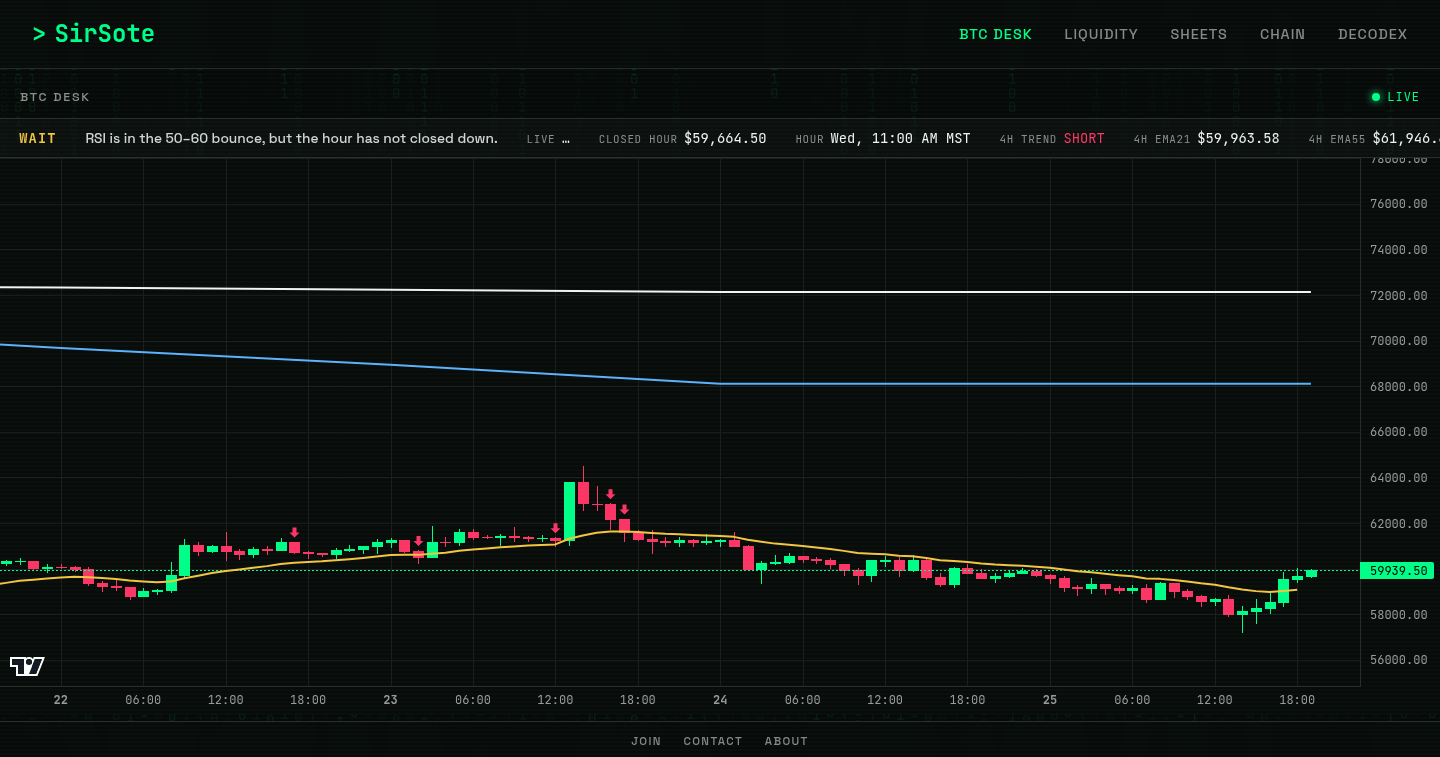 > SirSote
BTC DESK LIQUIDITY SHEETS CHAIN DECODEX
BTC DESK
LIVE
WAIT RSI is in the 50–60 bounce, but the hour has not closed down. LIVE … CLOSED HOUR $59,664.50 HOUR Wed, 11:00 AM MST 4H TREND SHORT 4H EMA21 $59,963.58 4H EMA55 $61,946.
78000.00
76000.00
74000.00
72000.00
70000.00
68000.00
66000.00
64000.00
62000.00
59939.50
58000.00
56000.00
22 06:00 12:00 18:00 23 06:00 12:00 18:00 24 06:00 12:00 18:00 25 06:00 12:00 18:00
JOIN CONTACT ABOUT